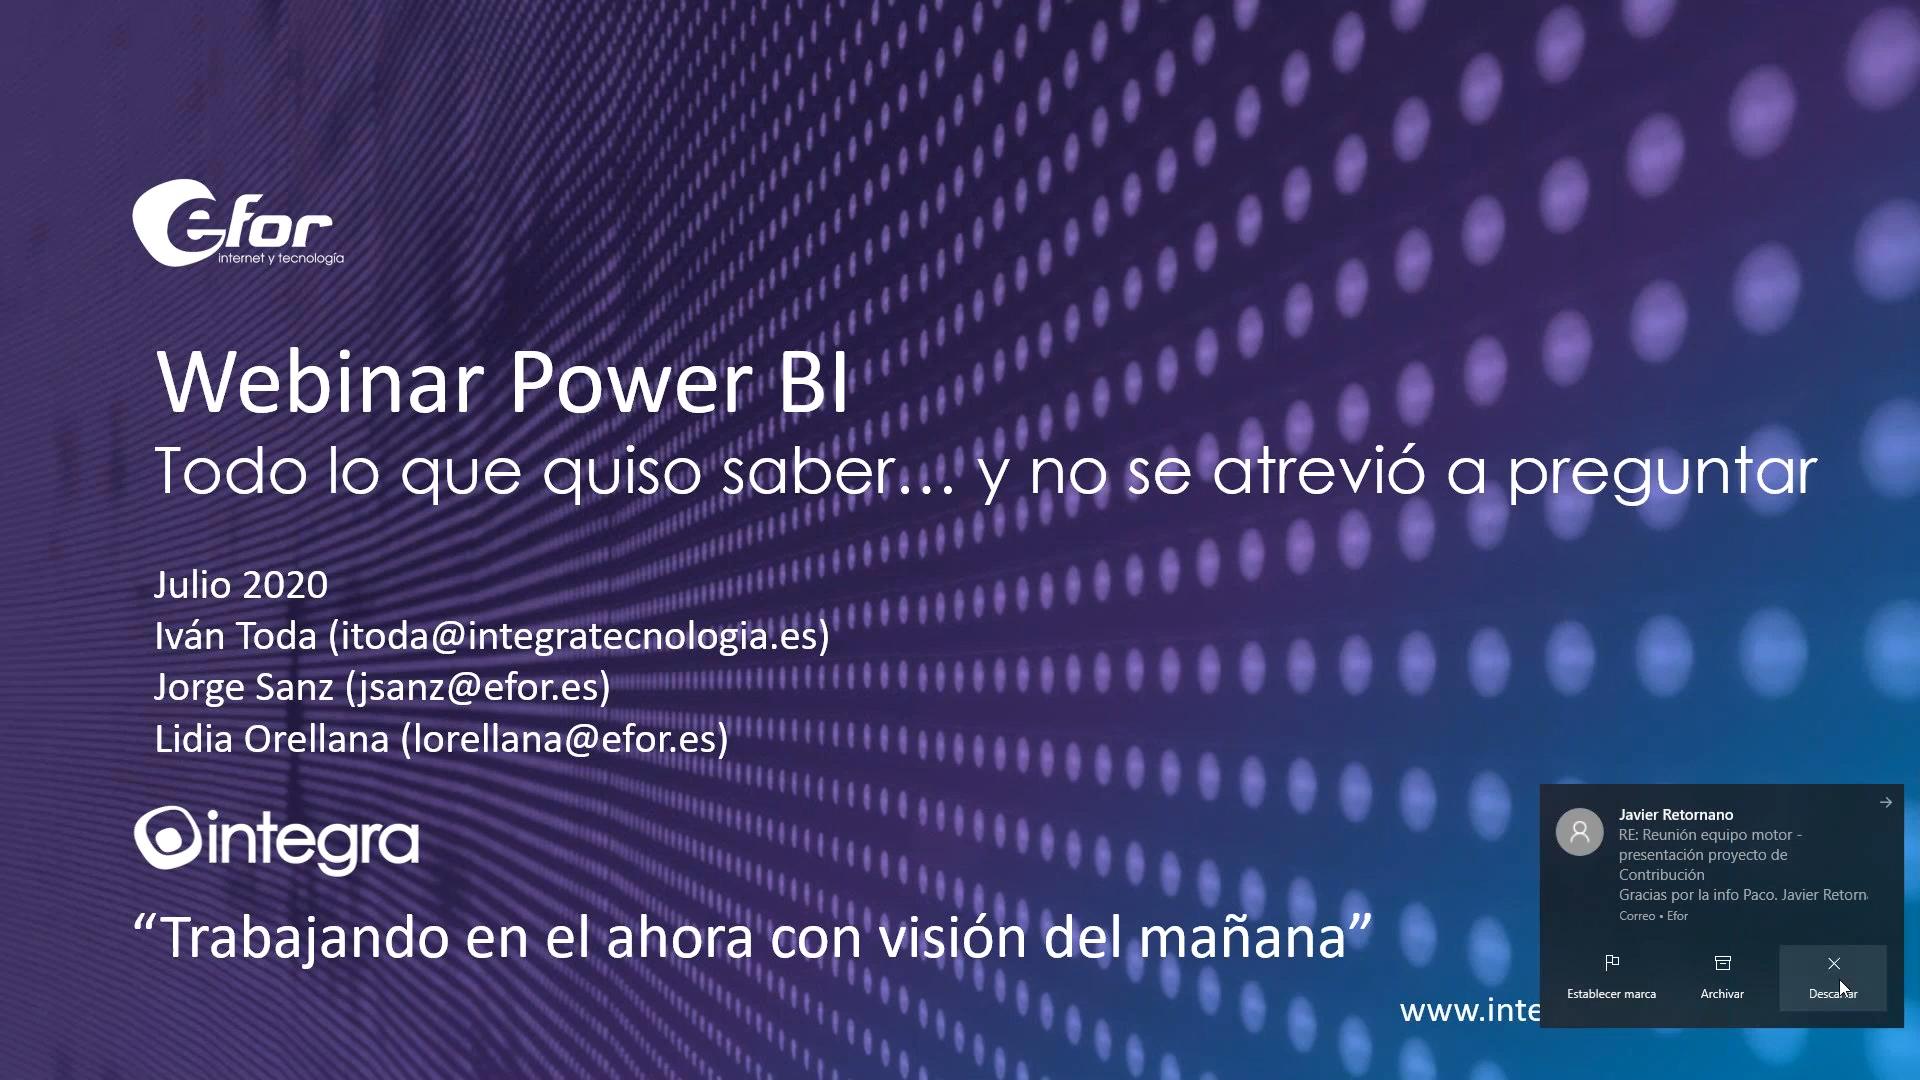 efor
internet y tecnología
Webinar Power BI
Todo lo que quiso saber... y no se atrevió a preguntar
Julio 2020
Iván Toda (itoda@integratecnologia.es)
Jorge Sanz (jsanz@efor.es)
Lidia Orellana (lorellana@efor.es)
integra
“Trabajando en el ahora con visión del mañana”
www.inte
Javier Retornano
RE: Reunión equipo motor -
presentación proyecto de
Contribución
Gracias por la info Paco. Javier Retorn
Correo • Efor
Establecer marca
Archivar
Descartar